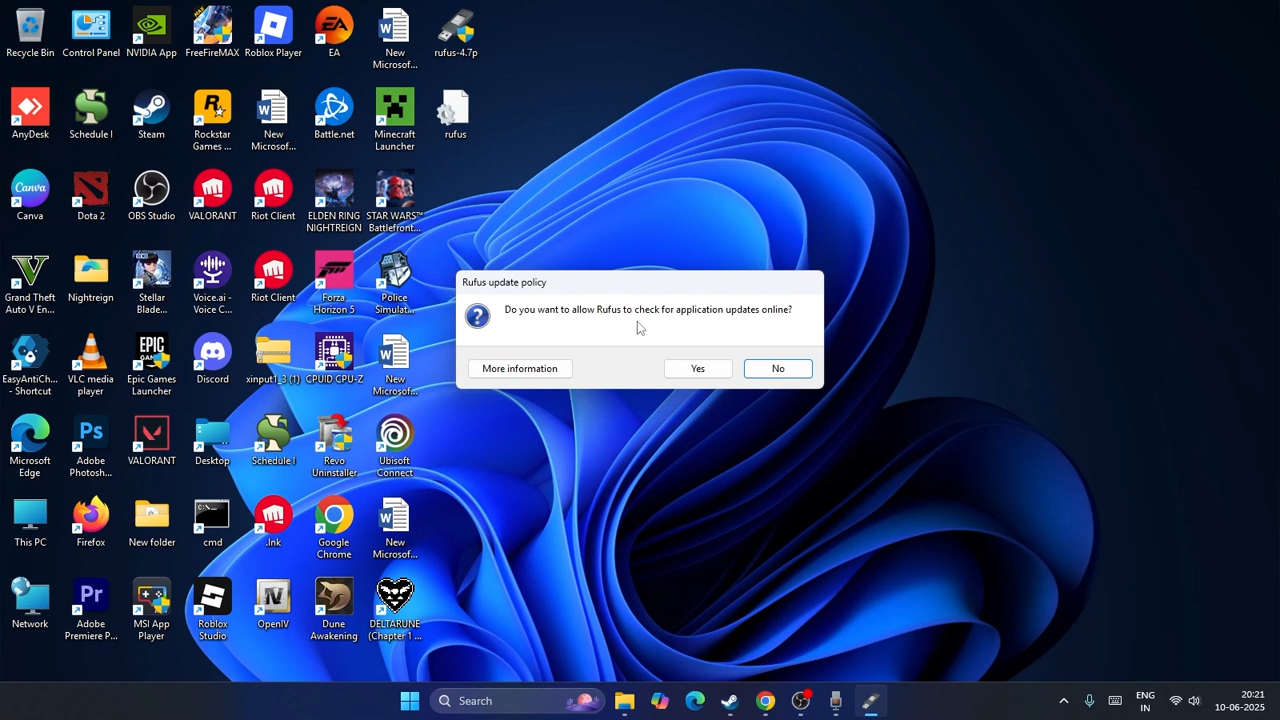 Recycle Bin
Control Panel
NVIDIA App
FreeFireMAX
Roblox Player
EA
New
Microsof...
rufus-4.7p
AnyDesk
Schedule I
Steam
Rockstar
Games ...
New
Microsof...
Battle.net
Minecraft
Launcher
rufus
Canva
Dota 2
OBS Studio
VALORANT
Riot Client
ELDEN RING
NIGHTREIGN
STAR WARS™
Battlefront...
Grand Theft
Auto V En...
Nightreign
Stellar
Blade...
Voice.ai -
Voice C...
Riot Client
Forza
Horizon 5
Police
Simulat...
Rufus update policy
Do you want to allow Rufus to check for application updates online?
More information
Yes
No
EasyAntiCh...
- Shortcut
VLC media
player
EPIC
GAMES
Epic Games
Launcher
Discord
xinput1_3 (1)
CPUID CPU-Z
New
Microsof...
Microsoft
Edge
Ps
Adobe
Photosh...
VALORANT
Desktop
Schedule I
Revo
Uninstaller
Ubisoft
Connect
This PC
Firefox
New folder
cmd
.lnk
Google
Chrome
New
Microsof...
Network
Pr
Adobe
Premiere P...
MSI App
Player
Roblox
Studio
OpenIV
Dune
Awakening
DELTARUNE
(Chapter 1 ...
Search
ENG
IN
20:21
10-06-2025